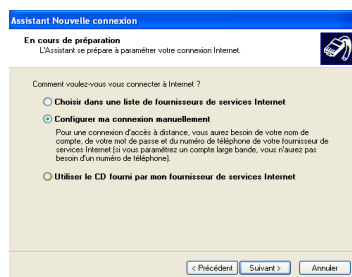 Assistant Nouvelle connexion
En cours de préparation
L'Assistant se prépare à paramétrer votre connexion Internet.
Comment voulez-vous vous connecter à Internet ?
Choisir dans une liste de fournisseurs de services Internet
Configurer ma connexion manuellement
Pour une connexion d'accès à distance, vous aurez besoin de votre nom de
compte, de votre mot de passe et du numéro de téléphone de votre fournisseur de
services Internet (si vous paramétrez un compte large bande, vous n'aurez pas
besoin d'un numéro de téléphone).
Utiliser le CD fourni par mon fournisseur de services Internet
< Précédent
Suivant >
Annuler